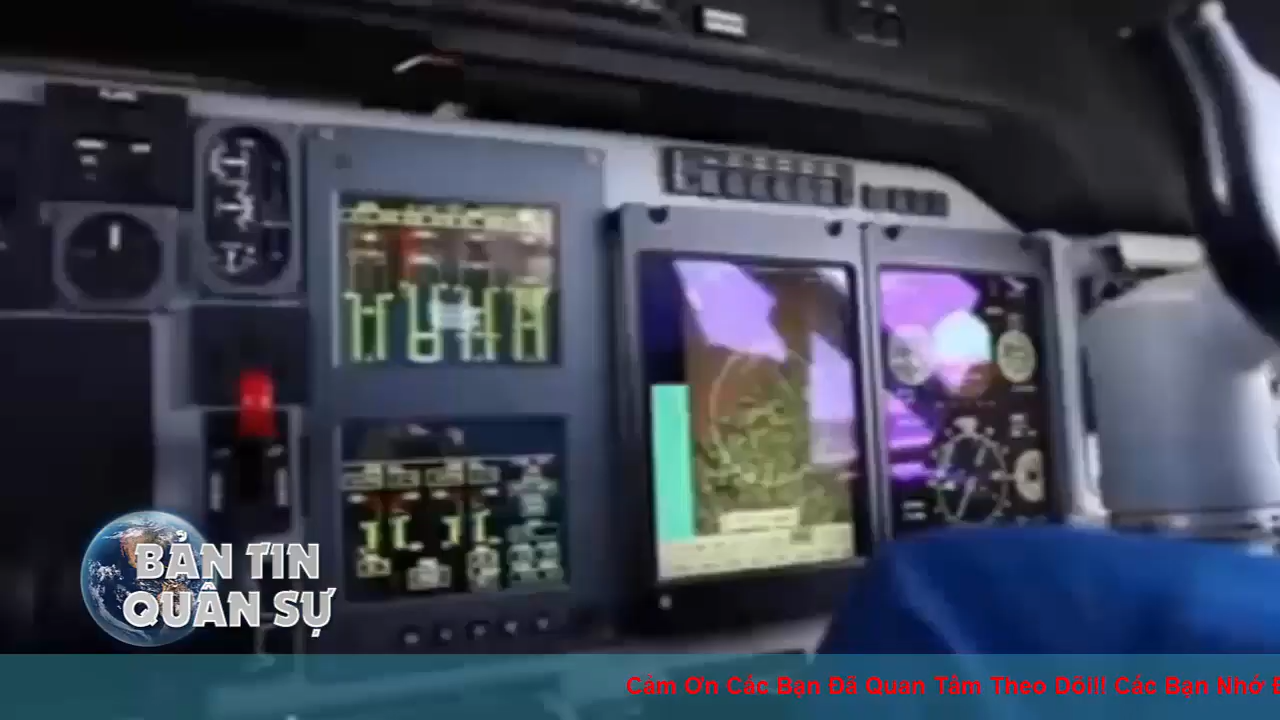 BẢN TIN
QUÂN SỰ
Cảm Ơn Các Bạn Đã Quan Tâm Theo Dõi!! Các Bạn Nhớ